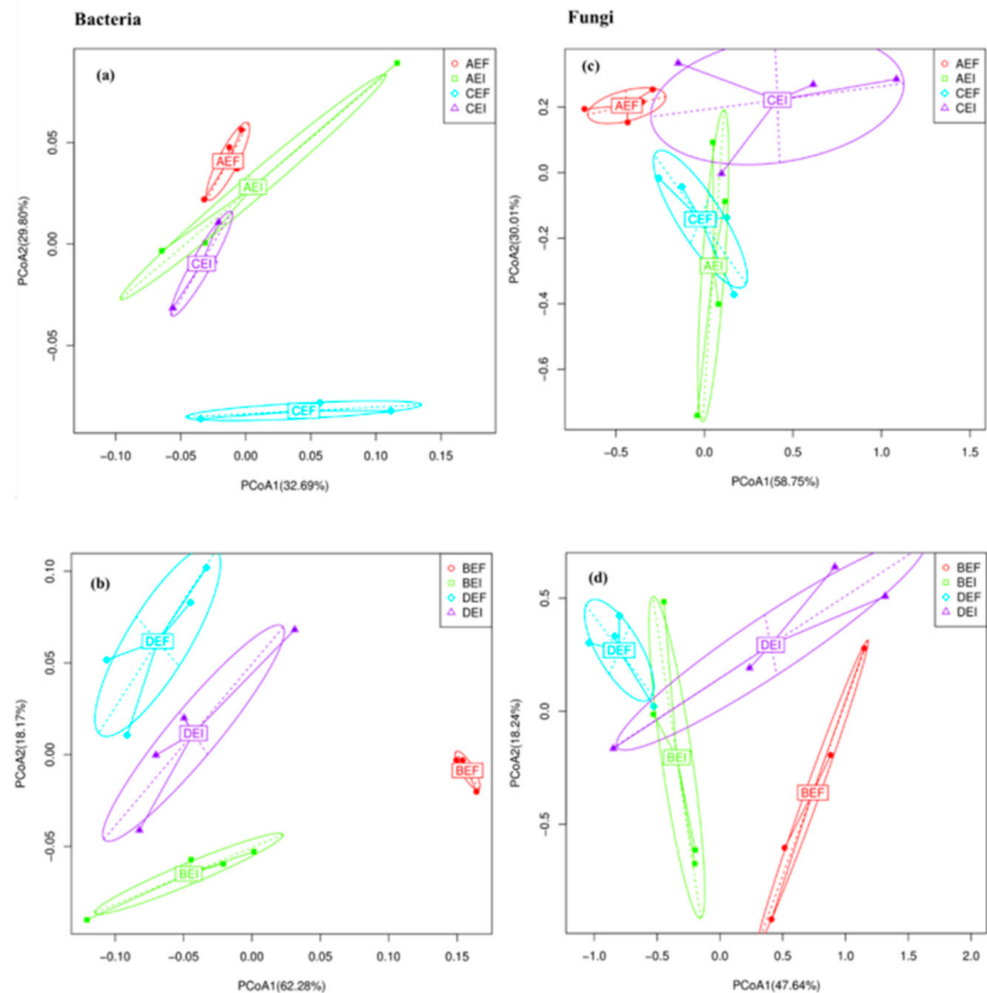 Bacteria
Fungi
(a)
AEF
AEI
CEF
CEI
AEF
AEI
CEI
CEF
0.05
0.00
−0.05
PCoA2(29.80%)
−0.10 −0.05 0.00 0.05 0.10 0.15
PCoA1(32.69%)
(c)
AEF
AEI
CEF
CEI
AEF
CEI
CEF
AEI
0.2
0.0
−0.2
−0.4
−0.6
PCoA2(30.01%)
−0.5 0.0 0.5 1.0 1.5
PCoA1(58.75%)
(b)
BEF
BEI
DEF
DEI
DEF
DEI
BEF
BEI
0.10
0.05
0.00
−0.05
PCoA2(18.17%)
−0.10 −0.05 0.00 0.05 0.10 0.15
PCoA1(62.28%)
(d)
BEF
BEI
DEF
DEI
DEF
DEI
BEI
BEF
0.5
0.0
−0.5
PCoA2(18.24%)
−1.0 −0.5 0.0 0.5 1.0 1.5 2.0
PCoA1(47.64%)